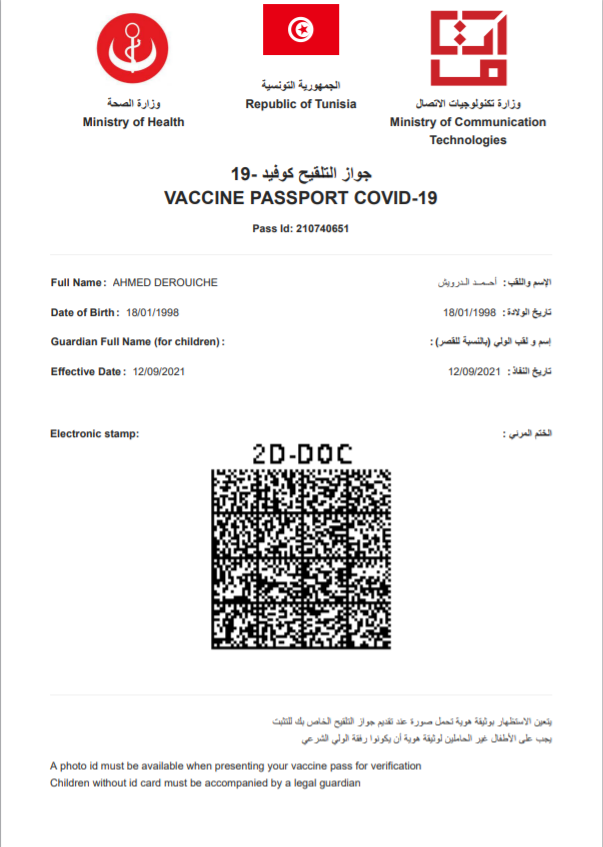 وزارة الصحة
Ministry of Health
الجمهورية التونسية
Republic of Tunisia
وزارة تكنولوجيات الاتصال
Ministry of Communication
Technologies
جواز التلقيح كوفيد -19
VACCINE PASSPORT COVID-19
Pass Id: 210740651
Full Name : AHMED DEROUICHE
الإسم واللقب : أحمد الدرويش
Date of Birth : 18/01/1998
تاريخ الولادة : 18/01/1998
Guardian Full Name (for children) :
إسم و لقب الولي (بالنسبة للقصر) :
Effective Date : 12/09/2021
تاريخ النفاذ : 12/09/2021
Electronic stamp:
الختم المرئي :
2D-DOC
يتعين الاستظهار بوثيقة هوية تحمل صورة عند تقديم جواز التلقيح الخاص بك للتثبت
يجب على الأطفال غير الحاملين لوثيقة هوية أن يكونوا رفقة الولي الشرعي
A photo id must be available when presenting your vaccine pass for verification
Children without id card must be accompanied by a legal guardian